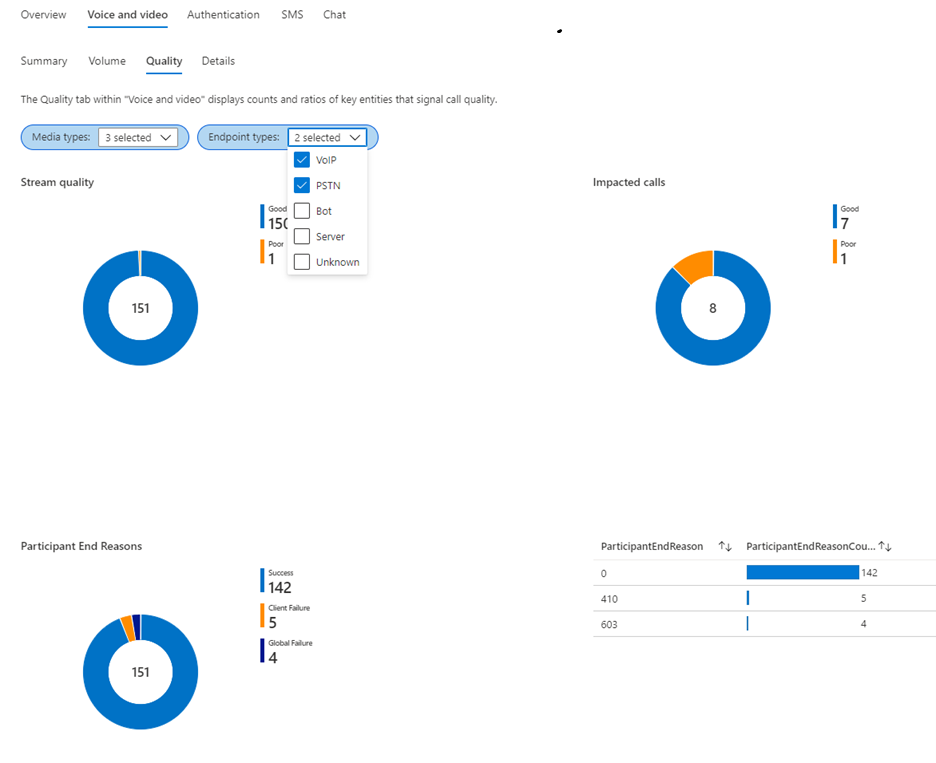 Overview Voice and video Authentication SMS Chat
Summary Volume Quality Details
The Quality tab within "Voice and video" displays counts and ratios of key entities that signal call quality.
Media types: 3 selected Endpoint types: 2 selected
VoIP
PSTN
Bot
Server
Unknown
Stream quality
Good
150
Poor
1
151
Impacted calls
Good
7
Poor
1
8
Participant End Reasons
Success
142
Client Failure
5
Global Failure
4
151
ParticipantEndReason ParticipantEndReasonCou...
0 142
410 5
603 4